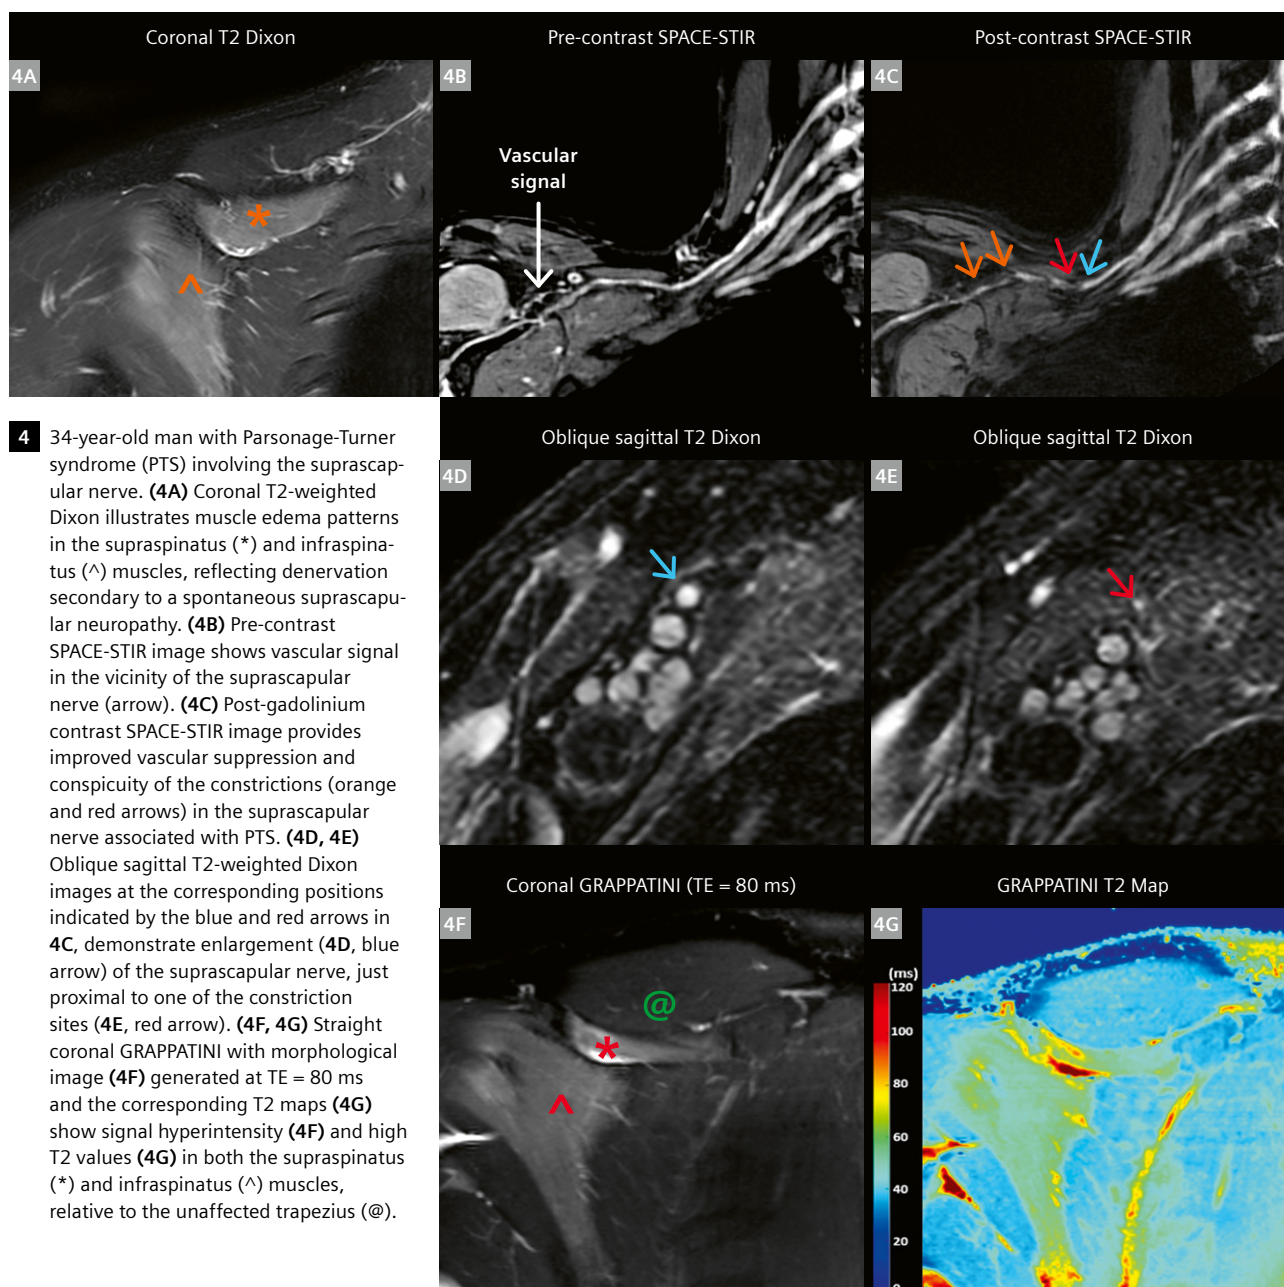 Coronal T2 Dixon
Pre-contrast SPACE-STIR
Post-contrast SPACE-STIR
4A
4B
4C
Vascular
signal
*
^
4 34-year-old man with Parsonage-Turner
syndrome (PTS) involving the suprascap-
ular nerve. (4A) Coronal T2-weighted
Dixon illustrates muscle edema patterns
in the supraspinatus (*) and infraspina-
tus (^) muscles, reflecting denervation
secondary to a spontaneous suprascapu-
lar neuropathy. (4B) Pre-contrast
SPACE-STIR image shows vascular signal
in the vicinity of the suprascapular
nerve (arrow). (4C) Post-gadolinium
contrast SPACE-STIR image provides
improved vascular suppression and
conspicuity of the constrictions (orange
and red arrows) in the suprascapular
nerve associated with PTS. (4D, 4E)
Oblique sagittal T2-weighted Dixon
images at the corresponding positions
indicated by the blue and red arrows in
4C, demonstrate enlargement (4D, blue
arrow) of the suprascapular nerve, just
proximal to one of the constriction
sites (4E, red arrow). (4F, 4G) Straight
coronal GRAPPATINI with morphological
image (4F) generated at TE = 80 ms
and the corresponding T2 maps (4G)
show signal hyperintensity (4F) and high
T2 values (4G) in both the supraspinatus
(*) and infraspinatus (^) muscles,
relative to the unaffected trapezius (@).
Oblique sagittal T2 Dixon
Oblique sagittal T2 Dixon
4D
4E
Coronal GRAPPATINI (TE = 80 ms)
GRAPPATINI T2 Map
4F
4G
@
*
^
(ms)
120
100
80
60
40
20
0